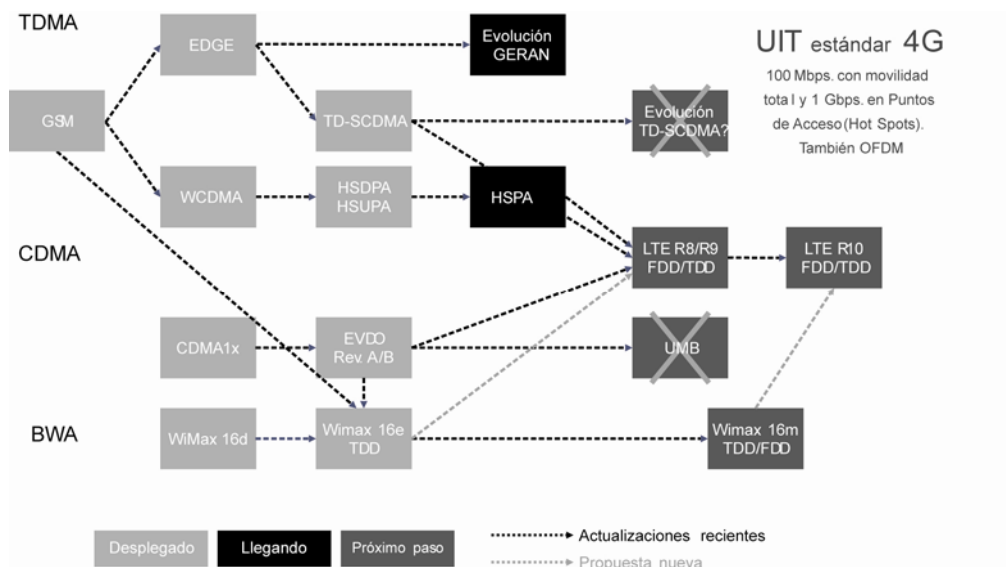 TDMA
EDGE
Evolución
GERAN
UIT estándar 4G
100 Mbps. con movilidad
total y 1 Gbps. en Puntos
de Acceso (Hot Spots).
También OFDM
GSM
TD-SCDMA
Evolución
TD-SCDMA?
WCDMA
HSDPA
HSUPA
HSPA
CDMA
LTE R8/R9
FDD/TDD
LTE R10
FDD/TDD
CDMA1x
EVDO
Rev. A/B
UMB
BWA
WiMax 16d
Wimax 16e
TDD
Wimax 16m
TDD/FDD
Desplegado
Llegando
Próximo paso
Actualizaciones recientes
Propuesta nueva